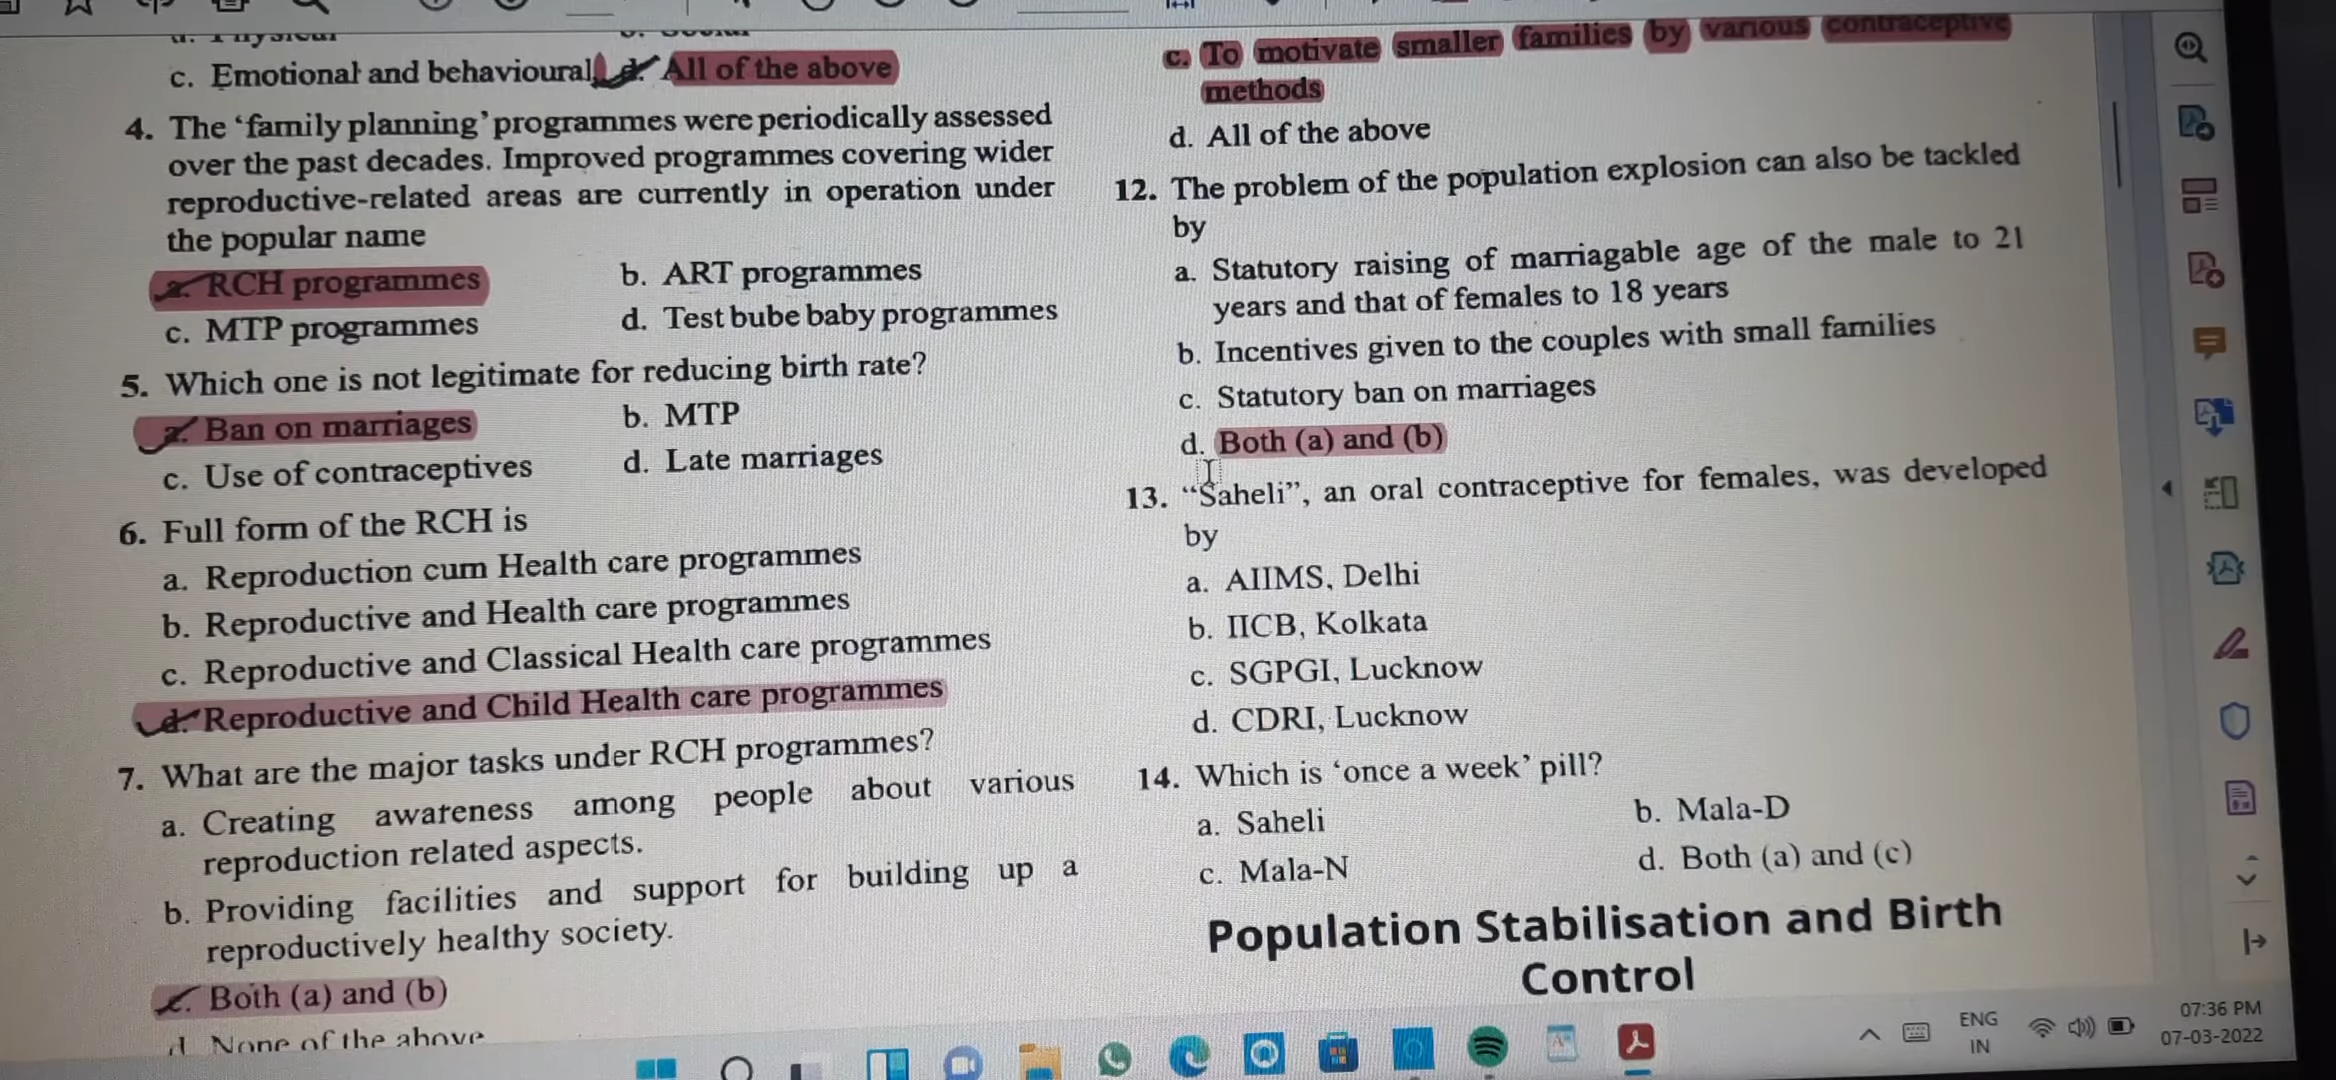 c. Emotional and behavioural d. All of the above
4. The ‘family planning’ programmes were periodically assessed
over the past decades. Improved programmes covering wider
reproductive-related areas are currently in operation under
the popular name
a. RCH programmes b. ART programmes
c. MTP programmes d. Test bube baby programmes
5. Which one is not legitimate for reducing birth rate?
a. Ban on marriages b. MTP
c. Use of contraceptives d. Late marriages
6. Full form of the RCH is
a. Reproduction cum Health care programmes
b. Reproductive and Health care programmes
c. Reproductive and Classical Health care programmes
d. Reproductive and Child Health care programmes
7. What are the major tasks under RCH programmes?
a. Creating awareness among people about various
reproduction related aspects.
b. Providing facilities and support for building up a
reproductively healthy society.
c. Both (a) and (b)
d None of the above
c. To motivate smaller families by various contraceptive
methods
d. All of the above
12. The problem of the population explosion can also be tackled
by
a. Statutory raising of marriagable age of the male to 21
years and that of females to 18 years
b. Incentives given to the couples with small families
c. Statutory ban on marriages
d. Both (a) and (b)
13. “Saheli”, an oral contraceptive for females, was developed
by
a. AIIMS, Delhi
b. IICB, Kolkata
c. SGPGI, Lucknow
d. CDRI, Lucknow
14. Which is ‘once a week’ pill?
a. Saheli b. Mala-D
c. Mala-N d. Both (a) and (c)
Population Stabilisation and Birth
Control
ENG
IN
07:36 PM
07-03-2022